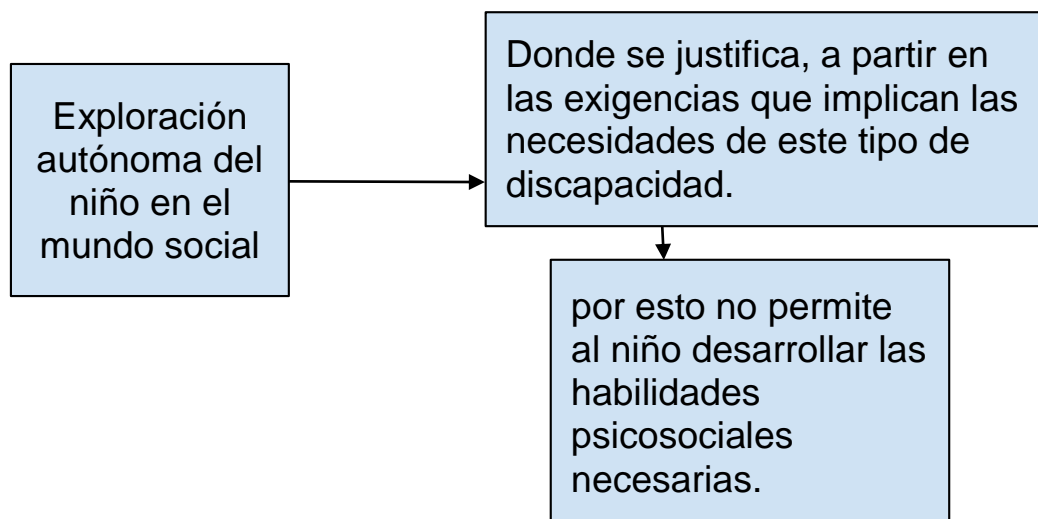 Exploración
autónoma del
niño en el
mundo social
Donde se justifica, a partir en
las exigencias que implican las
necesidades de este tipo de
discapacidad.
por esto no permite
al niño desarrollar las
habilidades
psicosociales
necesarias.